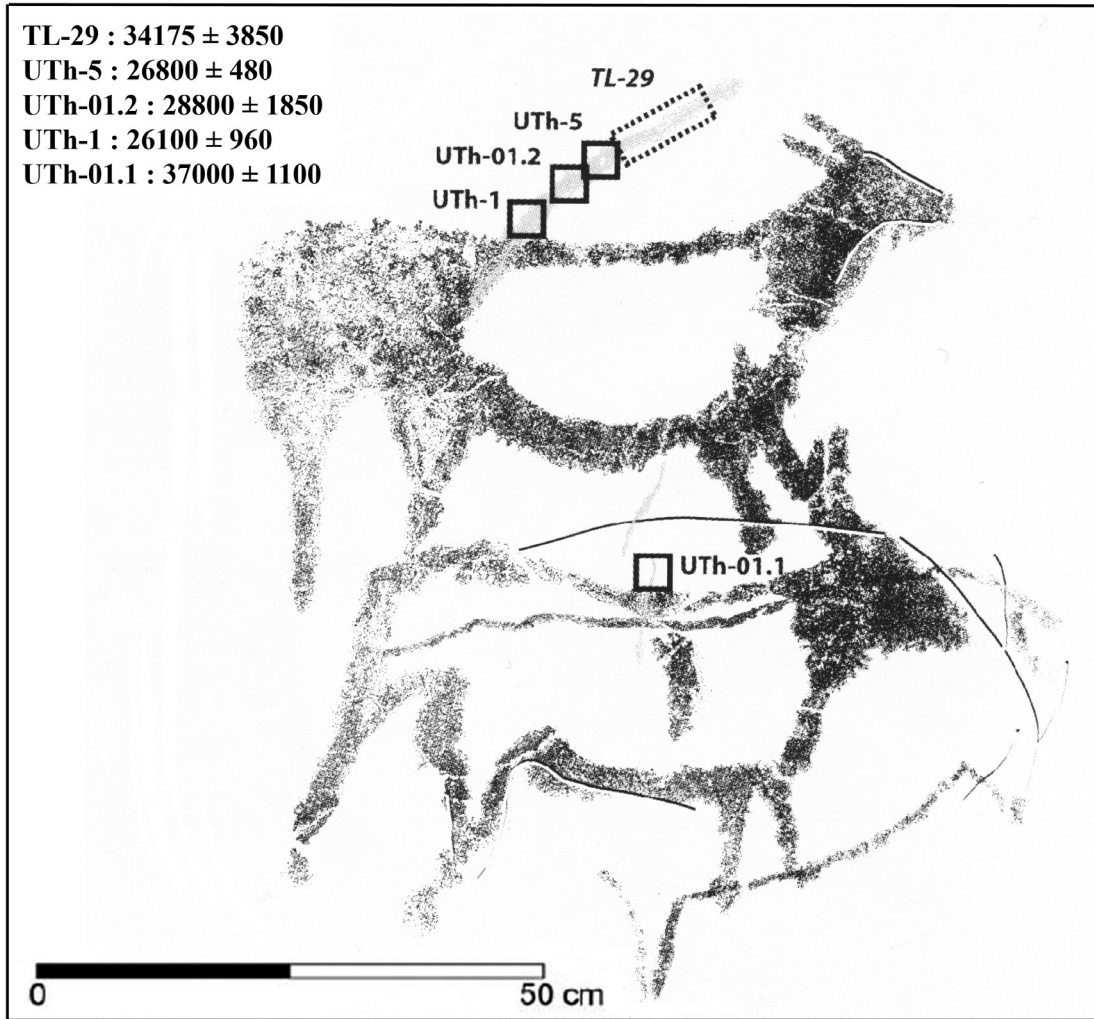 TL-29 : 34175 ± 3850
UTh-5 : 26800 ± 480
UTh-01.2 : 28800 ± 1850
UTh-1 : 26100 ± 960
UTh-01.1 : 37000 ± 1100
TL-29
UTh-5
UTh-01.2
UTh-1
UTh-01.1
0 50 cm